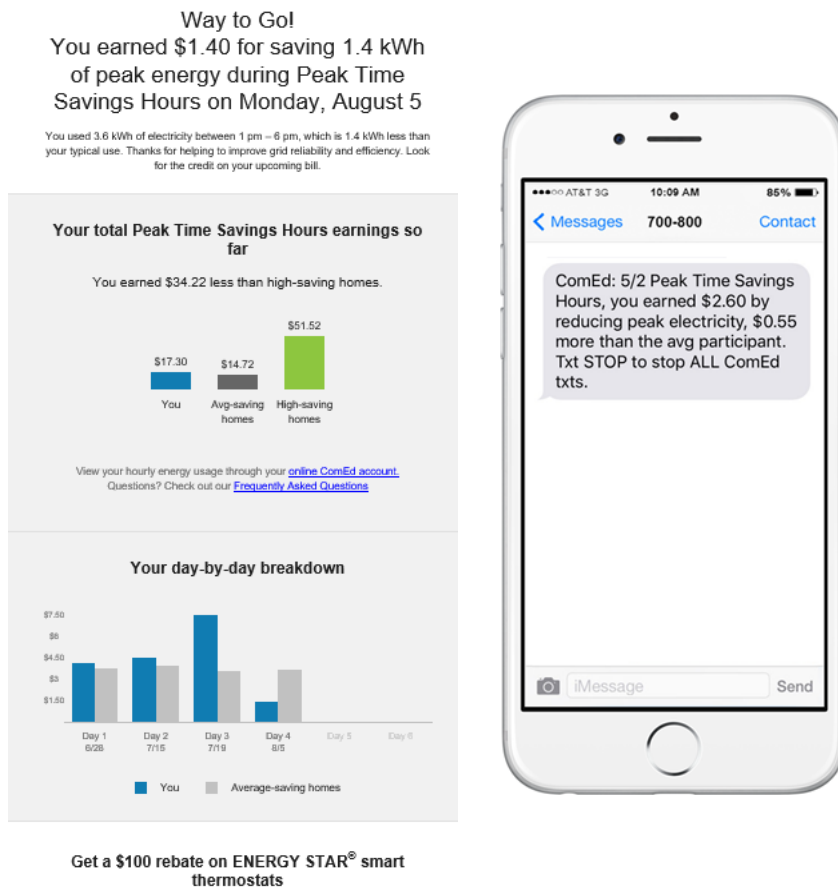 Way to Go!
You earned $1.40 for saving 1.4 kWh
of peak energy during Peak Time
Savings Hours on Monday, August 5
You used 3.6 kWh of electricity between 1 pm – 6 pm, which is 1.4 kWh less than
your typical use. Thanks for helping to improve grid reliability and efficiency. Look
for the credit on your upcoming bill.
Your total Peak Time Savings Hours earnings so
far
You earned $34.22 less than high-saving homes.
$51.52
$17.30
$14.72
You
Avg-saving
homes
High-saving
homes
View your hourly energy usage through your online ComEd account.
Questions? Check out our Frequently Asked Questions
Your day-by-day breakdown
$7.50
$6
$4.50
$3
$1.50
Day 1
6/28
Day 2
7/15
Day 3
7/19
Day 4
8/5
Day 5
Day 6
You
Average-saving homes
Get a $100 rebate on ENERGY STAR® smart
thermostats
AT&T 3G
10:09 AM
85%
Messages
700-800
Contact
ComEd: 5/2 Peak Time Savings
Hours, you earned $2.60 by
reducing peak electricity, $0.55
more than the avg participant.
Txt STOP to stop ALL ComEd
txts.
iMessage
Send